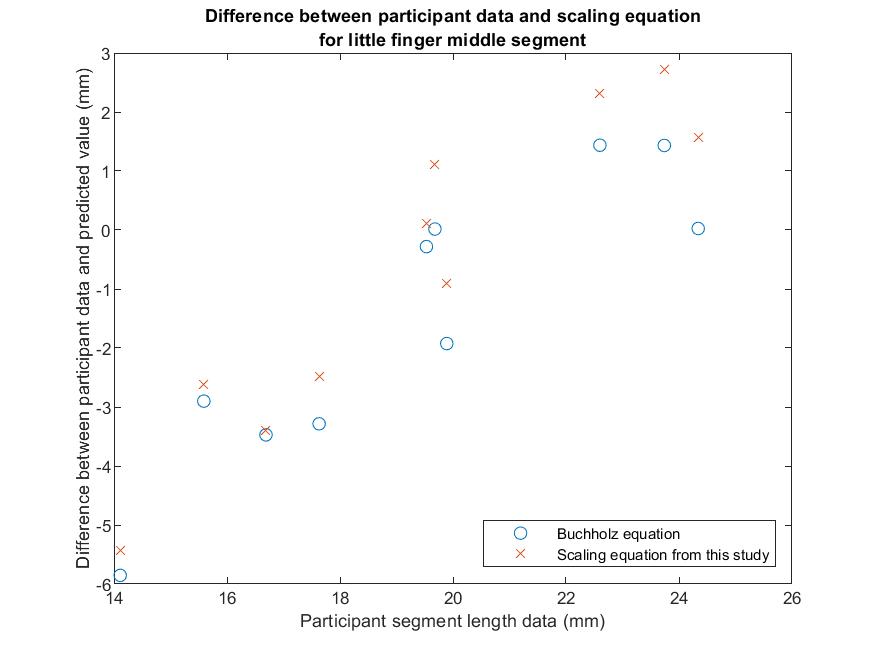 Difference between participant data and scaling equation
for little finger middle segment
Difference between participant data and predicted value (mm)
3
2
1
0
-1
-2
-3
-4
-5
-6
14
16
18
20
22
24
26
Participant segment length data (mm)
Buchholz equation
Scaling equation from this study